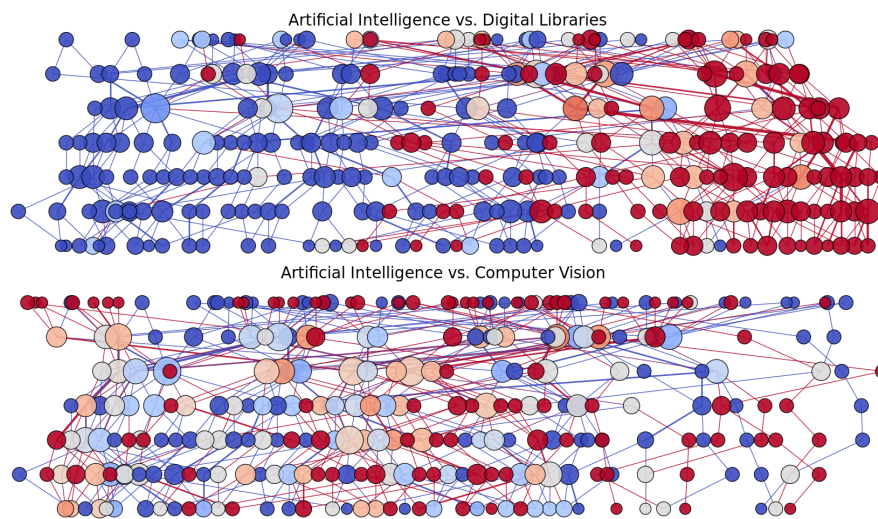 Artificial Intelligence vs. Digital Libraries
Artificial Intelligence vs. Computer Vision